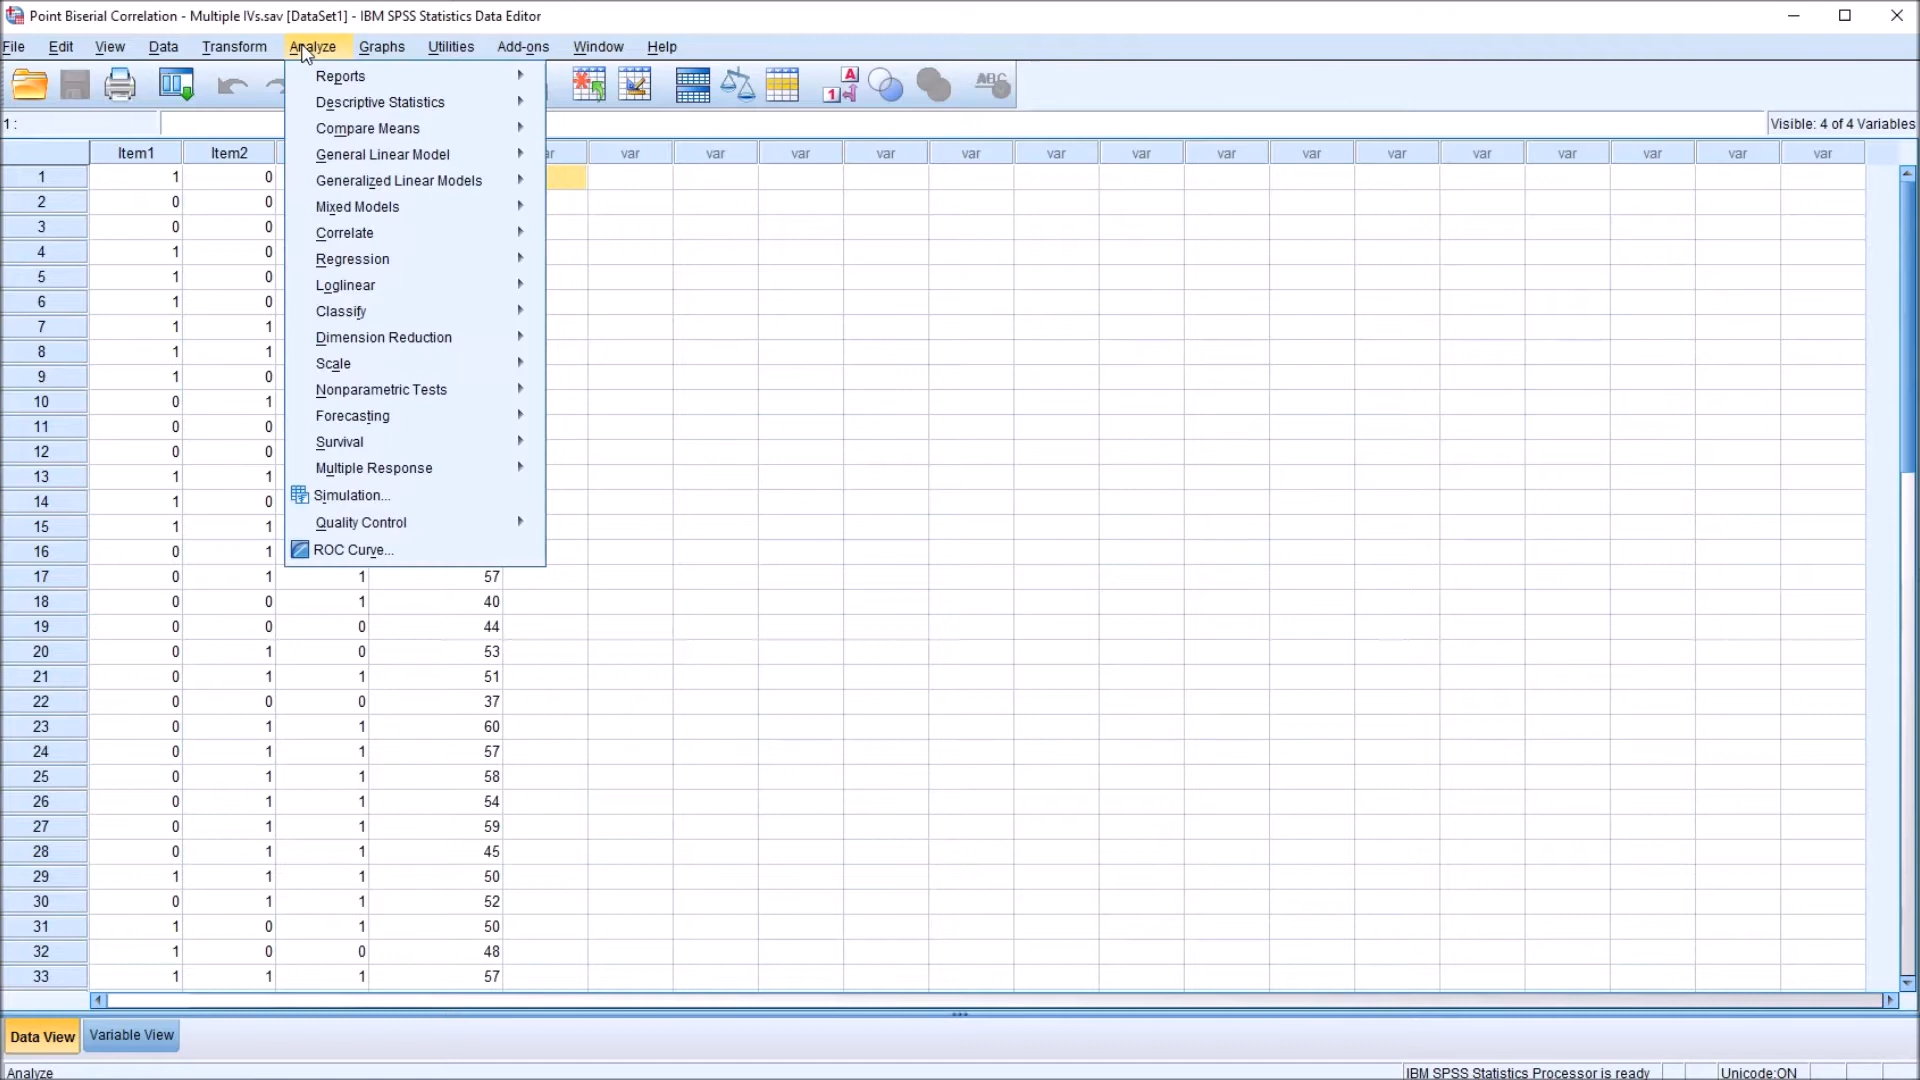 Point Biserial Correlation - Multiple IVs.sav [DataSet1] - IBM SPSS Statistics Data Editor
File Edit View Data Transform Analyze Graphs Utilities Add-ons Window Help
A 1 ABC
1 : Visible: 4 of 4 Variables
Reports
Descriptive Statistics
Compare Means
General Linear Model
Generalized Linear Models
Mixed Models
Correlate
Regression
Loglinear
Classify
Dimension Reduction
Scale
Nonparametric Tests
Forecasting
Survival
Multiple Response
Simulation...
Quality Control
ROC Curve...
Item1 Item2 ar var var var var var var var var var var var var var var var
1 1 0
2 0 0
3 0 0
4 1 0
5 1 0
6 1 0
7 1 1
8 1 1
9 1 0
10 0 1
11 0 0
12 0 0
13 1 1
14 1 0
15 1 1
16 0 1
17 0 1 1 57
18 0 0 1 40
19 0 0 0 44
20 0 1 0 53
21 0 1 1 51
22 0 0 0 37
23 0 1 1 60
24 0 1 1 57
25 0 1 1 58
26 0 1 1 54
27 0 1 1 59
28 0 1 1 45
29 1 1 1 50
30 0 1 1 52
31 1 0 1 50
32 1 0 0 48
33 1 1 1 57
Data View Variable View
Analyze IBM SPSS Statistics Processor is ready Unicode:ON